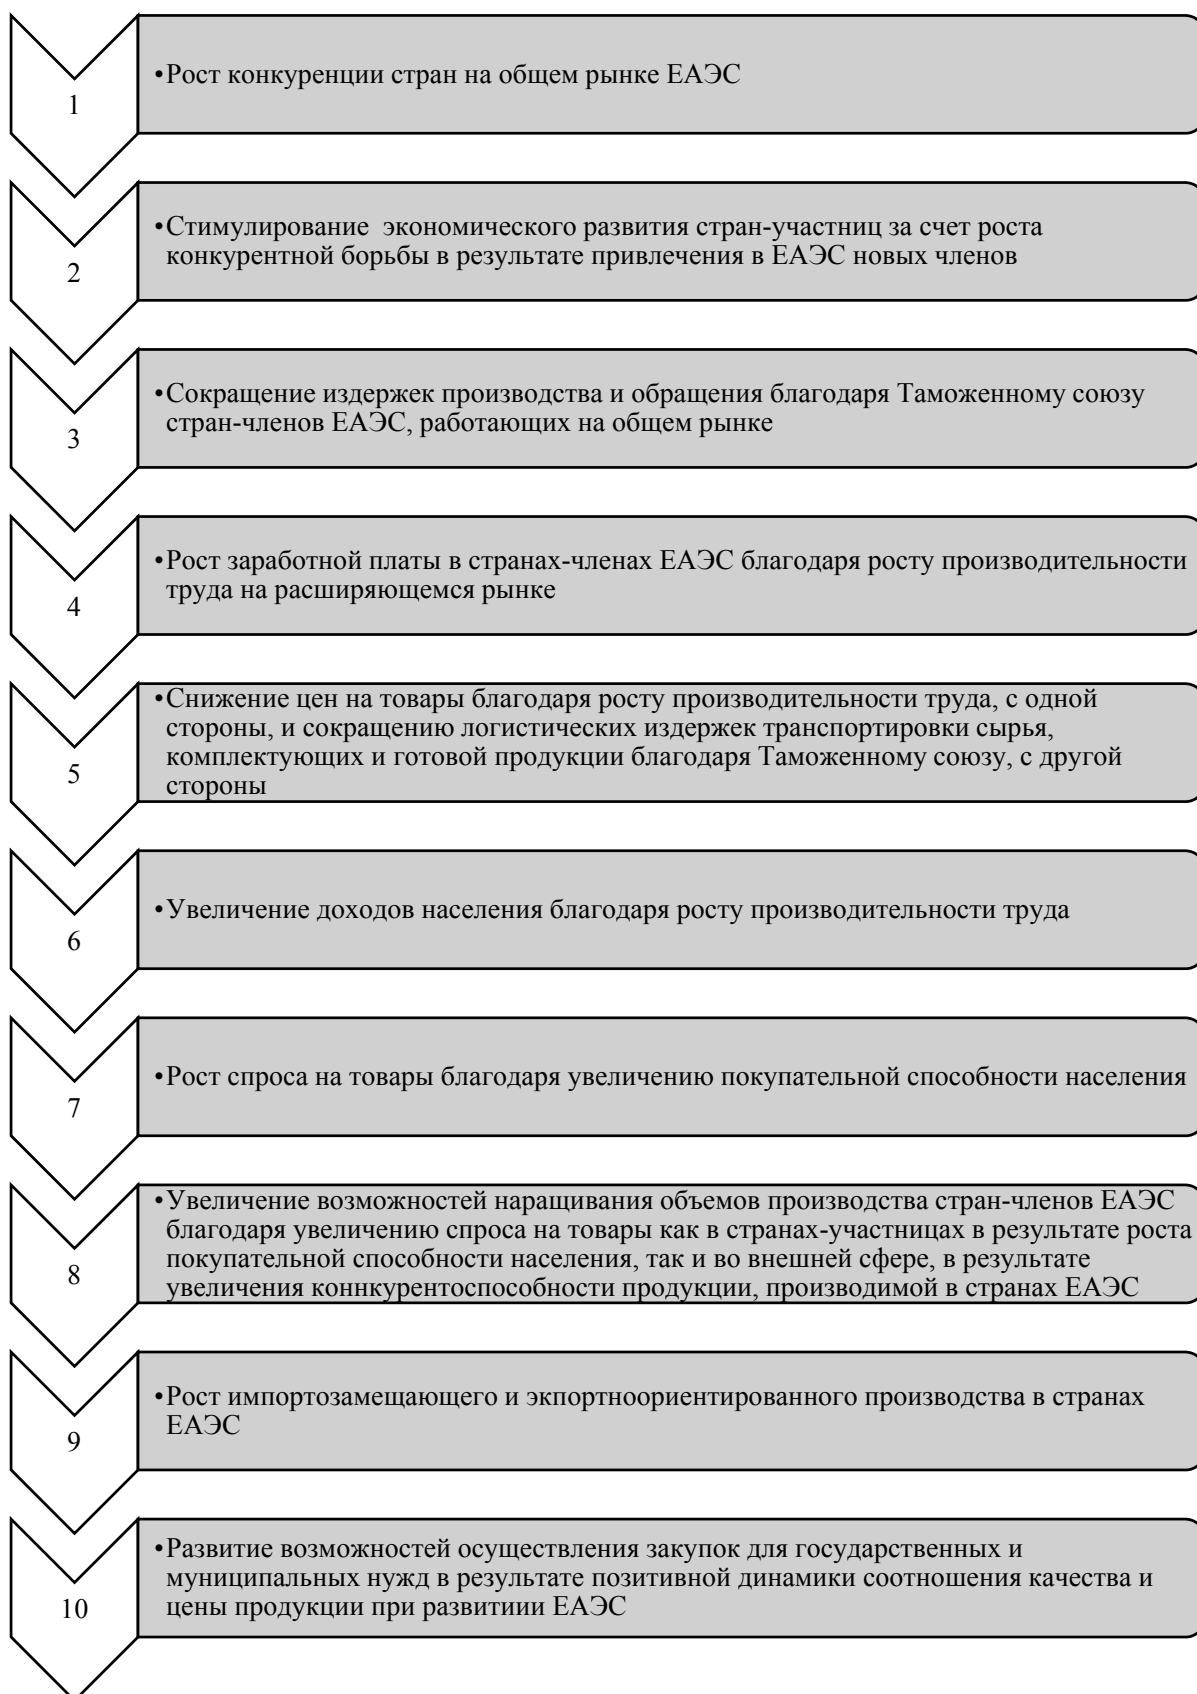 1
•Рост конкуренции стран на общем рынке ЕАЭС
2
•Стимулирование  экономического развития стран-участниц за счет роста
конкурентной борьбы в результате привлечения в ЕАЭС новых членов
3
•Сокращение издержек производства и обращения благодаря Таможенному союзу
стран-членов ЕАЭС, работающих на общем рынке
4
•Рост заработной платы в странах-членах ЕАЭС благодаря росту производительности
труда на расширяющемся рынке
5
•Снижение цен на товары благодаря росту производительности труда, с одной
стороны, и сокращению логистических издержек транспортировки сырья,
комплектующих и готовой продукции благодаря Таможенному союзу, с другой
стороны
6
•Увеличение доходов населения благодаря росту производительности труда
7
•Рост спроса на товары благодаря увеличению покупательной способности населения
8
•Увеличение возможностей наращивания объемов производства стран-членов ЕАЭС
благодаря увеличению спроса на товары как в странах-участницах в результате роста
покупательной способности населения, так и во внешней сфере, в результате
увеличения коннкурентоспособности продукции, производимой в странах ЕАЭС
9
•Рост импортозамещающего и экпортноориентированного производства в странах
ЕАЭС
10
•Развитие возможностей осуществления закупок для государственных и
муниципальных нужд в результате позитивной динамики соотношения качества и
цены продукции при развитиии ЕАЭС